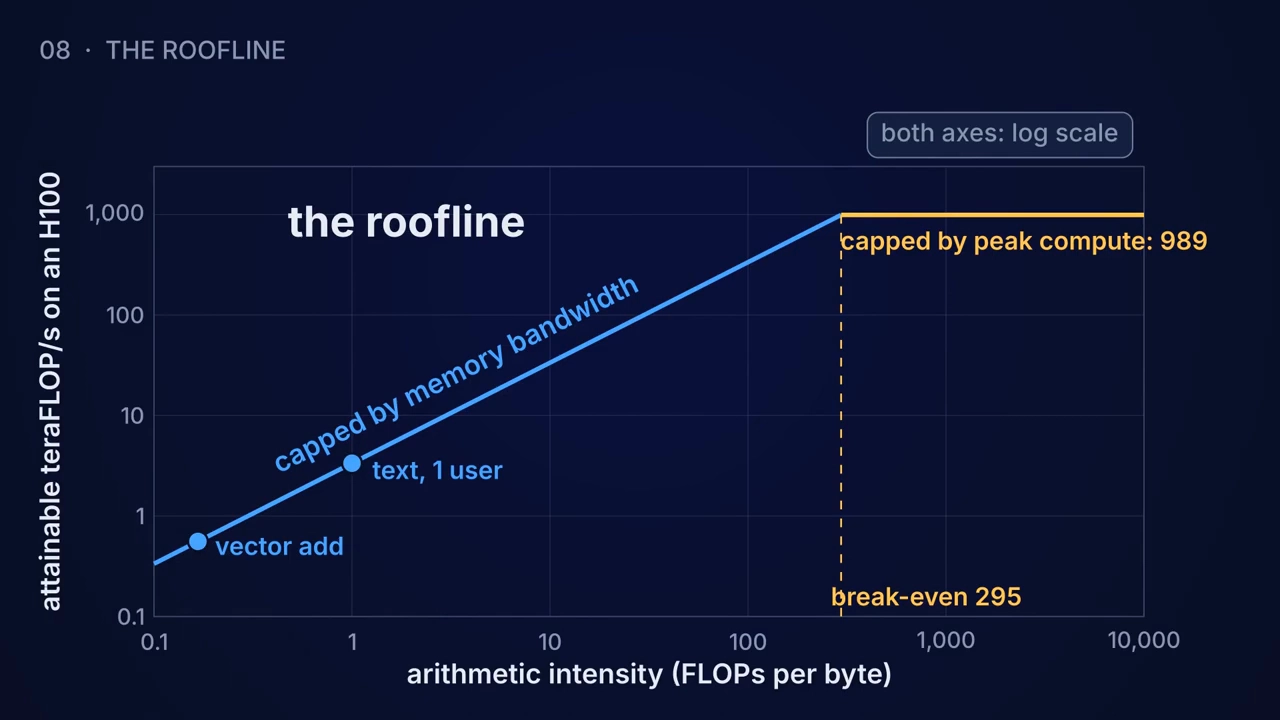 08 · THE ROOFLINE
both axes: log scale
attainable teraFLOP/s on an H100
1,000
100
10
1
0.1
the roofline
capped by peak compute: 989
capped by memory bandwidth
text, 1 user
vector add
break-even 295
0.1
1
10
100
1,000
10,000
arithmetic intensity (FLOPs per byte)